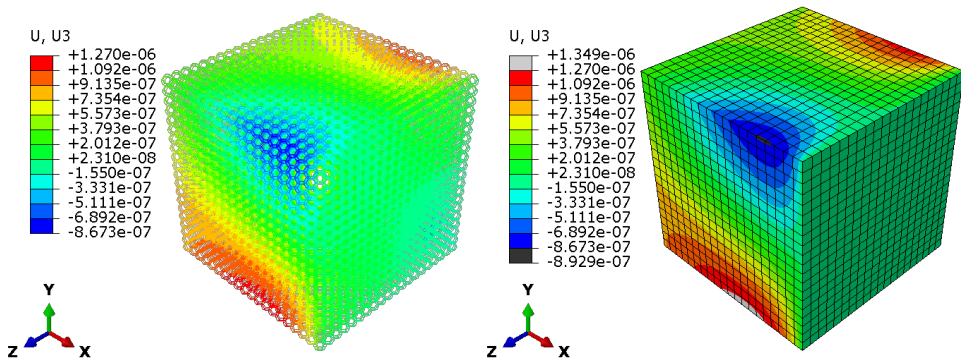 U, U3
+1.270e-06
+1.092e-06
+9.135e-07
+7.354e-07
+5.573e-07
+3.793e-07
+2.012e-07
+2.310e-08
-1.550e-07
-3.331e-07
-5.111e-07
-6.892e-07
-8.673e-07
Y
Z
X
U, U3
+1.349e-06
+1.270e-06
+1.092e-06
+9.135e-07
+7.354e-07
+5.573e-07
+3.793e-07
+2.012e-07
+2.310e-08
-1.550e-07
-3.331e-07
-5.111e-07
-6.892e-07
-8.673e-07
-8.929e-07
Y
Z
X